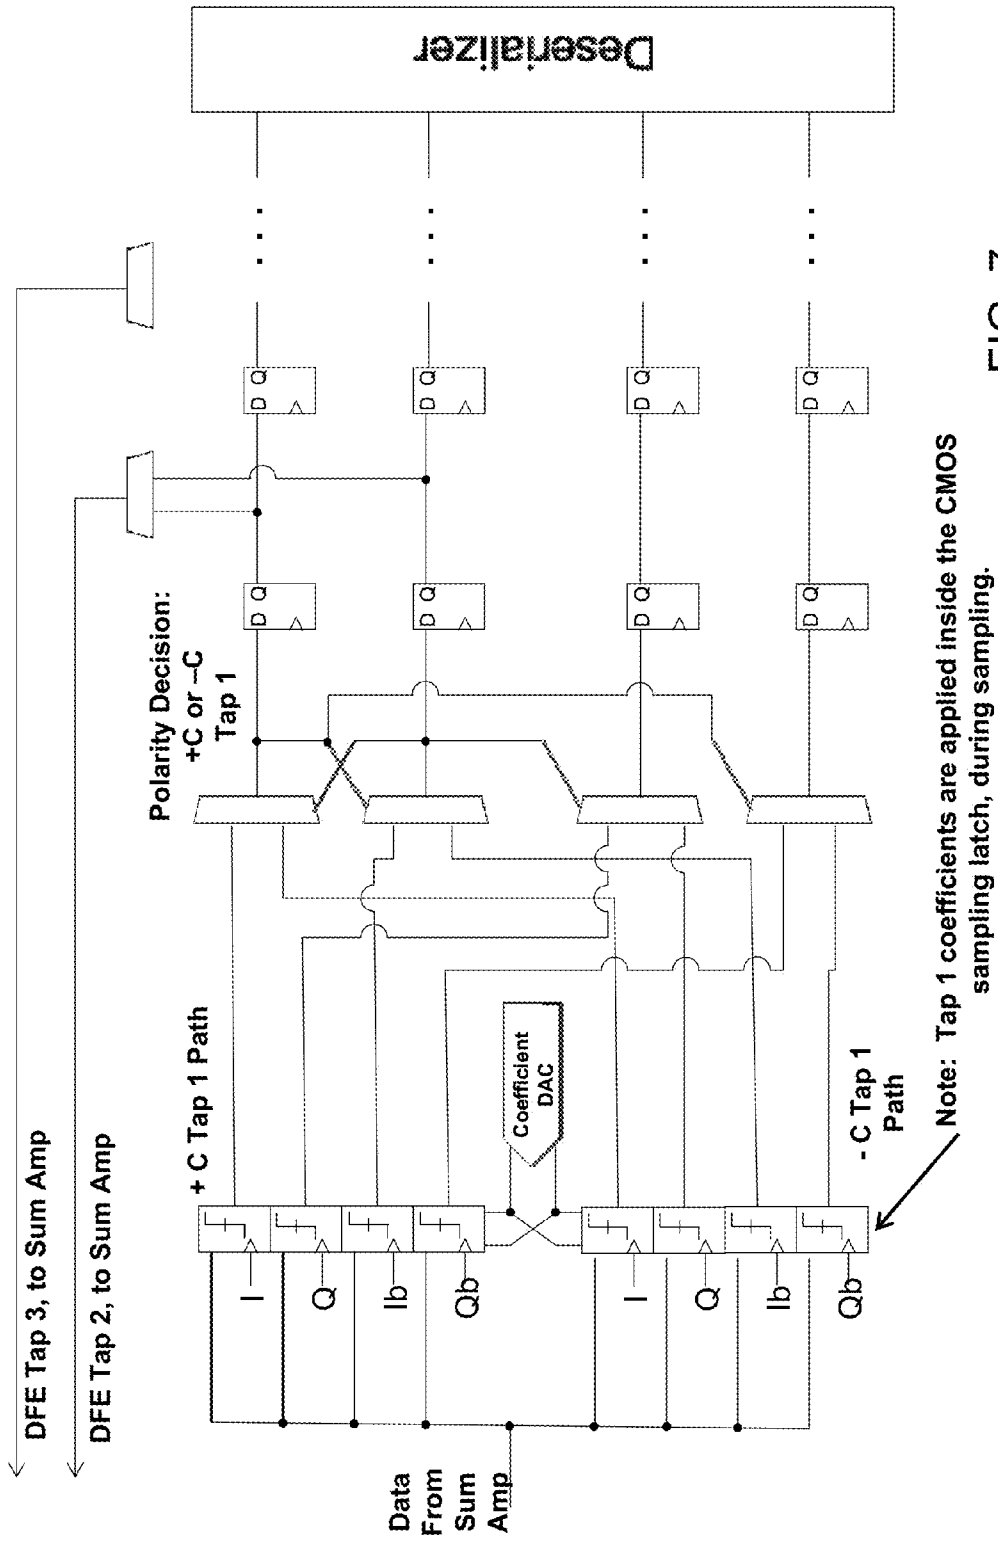 DFE Tap 3, to Sum Amp
DFE Tap 2, to Sum Amp
Data
From
Sum
Amp
I
Q
Ib
Qb
+ C Tap 1 Path
Coefficient
DAC
I
Q
Ib
Qb
- C Tap 1
Path
Polarity Decision:
+C or –C
Tap 1
D Q
D Q
D Q
D Q
D Q
D Q
D Q
D Q
Deserializer
Note: Tap 1 coefficients are applied inside the CMOS
sampling latch, during sampling.